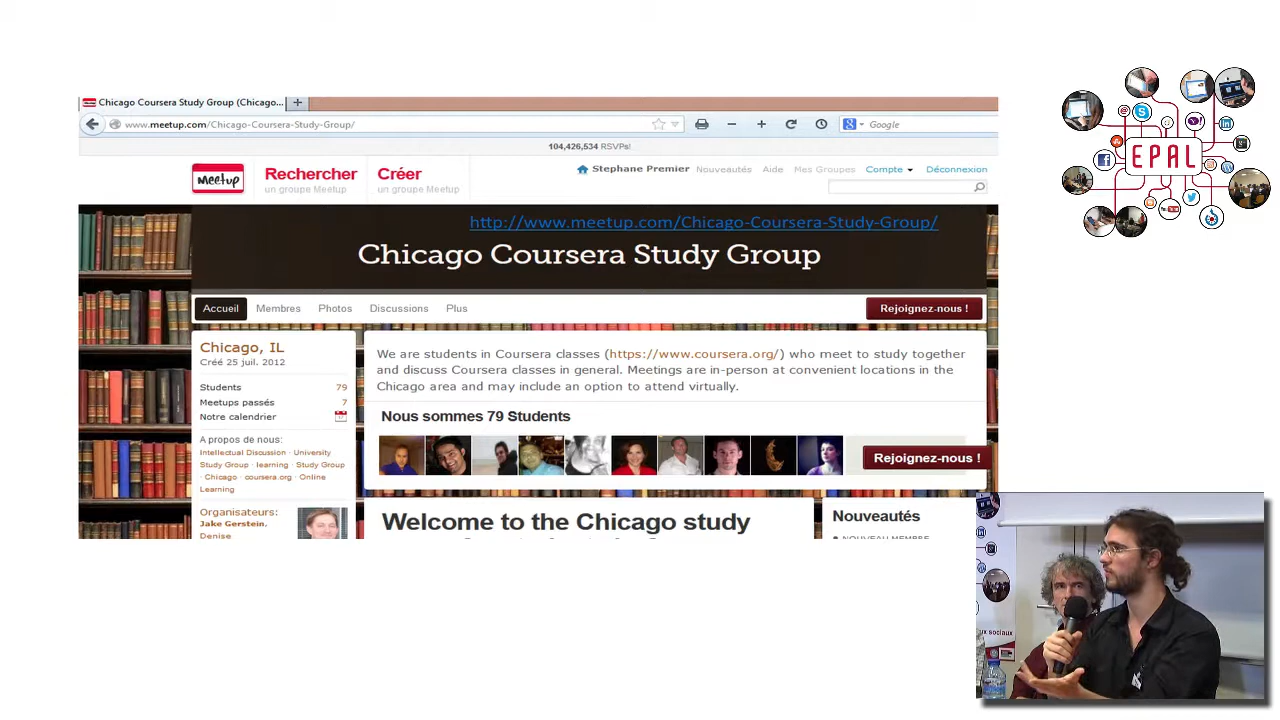 Chicago Coursera Study Group (Chicago...
www.meetup.com/Chicago-Coursera-Study-Group/
Google
104,426,534 RSVPs!
Meetup
Rechercher
un groupe Meetup
Créer
un groupe Meetup
Stephane Premier
Nouveautés
Aide
Mes Groupes
Compte
Déconnexion
http://www.meetup.com/Chicago-Coursera-Study-Group/
Chicago Coursera Study Group
Accueil
Membres
Photos
Discussions
Plus
Rejoignez-nous !
Chicago, IL
Créé 25 juil. 2012
Students 79
Meetups passés 7
Notre calendrier
A propos de nous:
Intellectual Discussion · University
Study Group · learning · Study Group
· Chicago · coursera.org · Online
Learning
Organisateurs:
Jake Gerstein,
Denise
We are students in Coursera classes (https://www.coursera.org/) who meet to study together
and discuss Coursera classes in general. Meetings are in-person at convenient locations in the
Chicago area and may include an option to attend virtually.
Nous sommes 79 Students
Rejoignez-nous !
Welcome to the Chicago study
Nouveautés
NOUVEAU MEMBRE
EPAL
ux sociaux